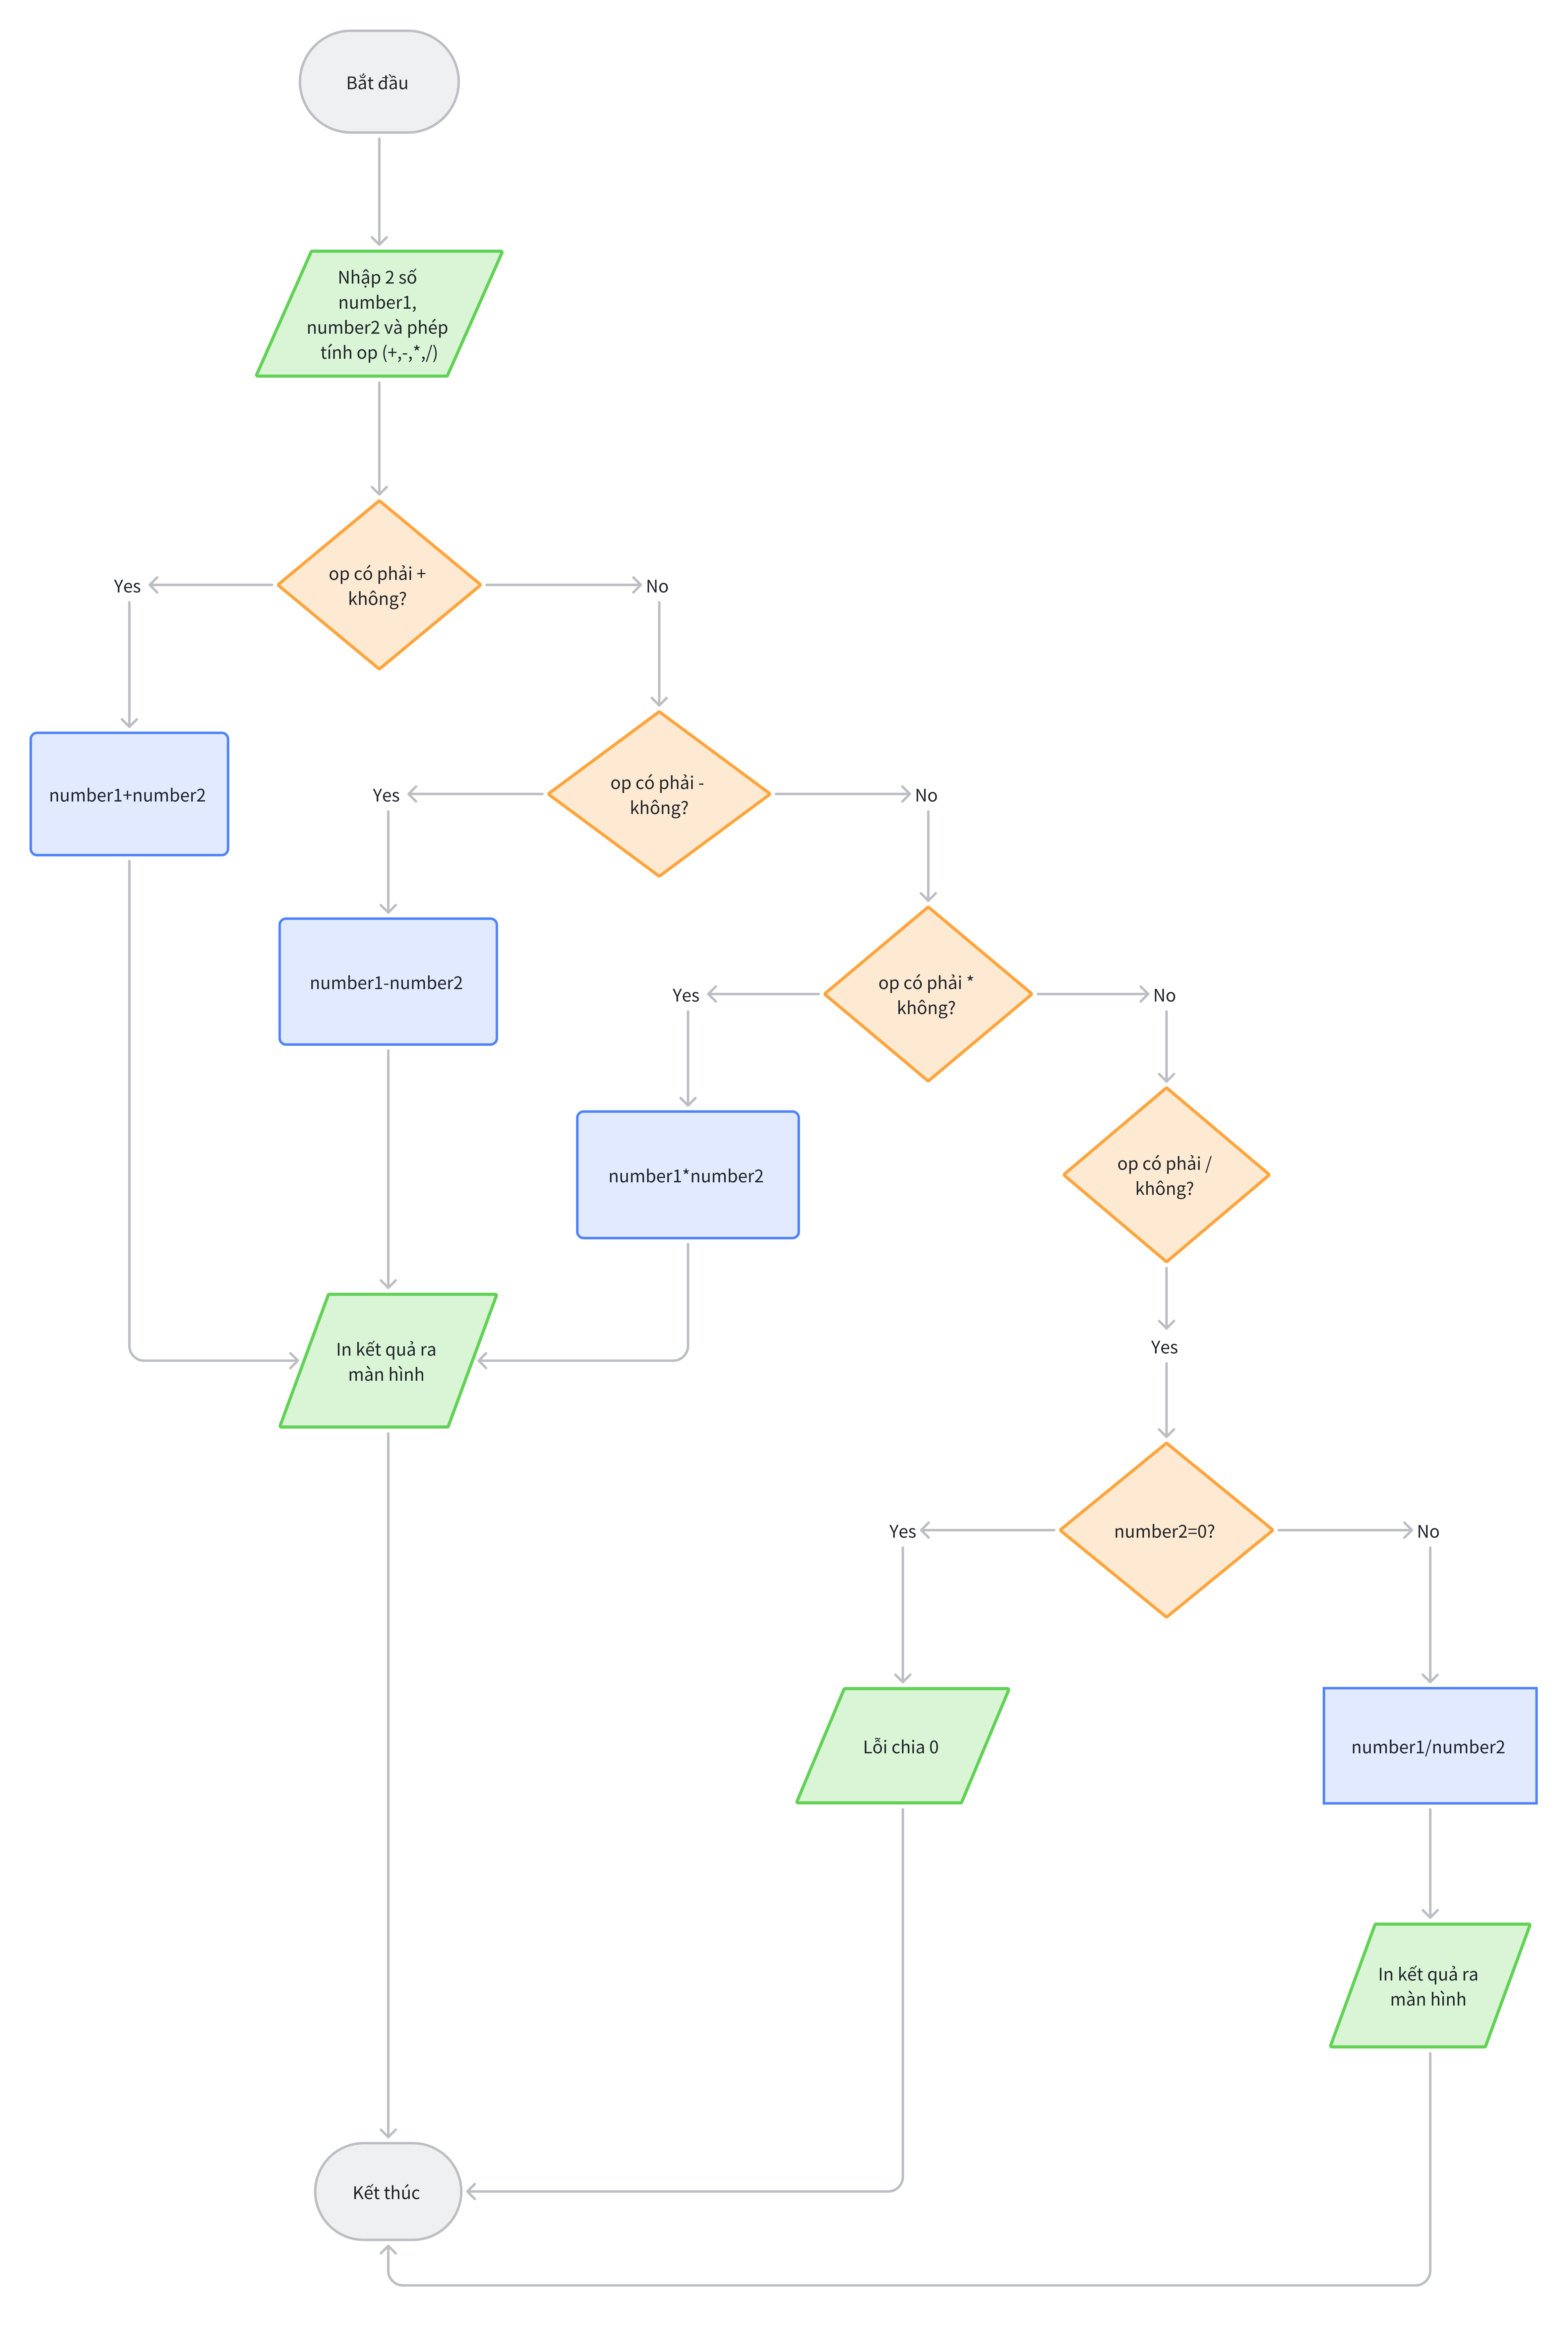 Bắt đầu
Nhập 2 số
number1,
number2 và phép
tính op (+,-,*,/)
op có phải +
không?
Yes
No
number1+number2
op có phải -
không?
Yes
No
number1-number2
op có phải *
không?
Yes
No
number1*number2
op có phải /
không?
In kết quả ra
màn hình
Yes
number2=0?
Yes
No
Lỗi chia 0
number1/number2
In kết quả ra
màn hình
Kết thúc